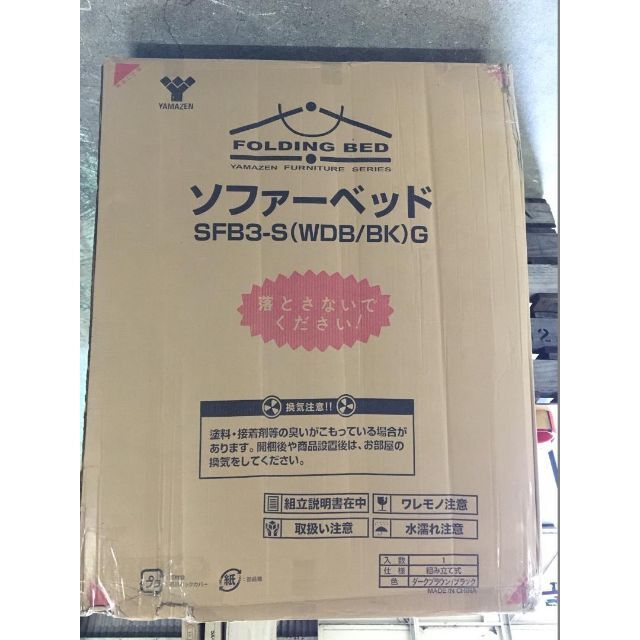 YAMAZEN
FOLDING BED
YAMAZEN FURNITURE SERIES
ソファーベッド
SFB3-S(WDB/BK)G
落とさないで
ください!
換気注意!!
塗料・接着剤等の臭いがこもっている場合が
あります。開梱後や商品設置後は、お部屋の
換気をしてください。
組立説明書在中
ワレモノ注意
取扱い注意
水濡れ注意
入数 1
仕様 組み立て式
色 ダークブラウン/ブラック
MADE IN CHINA
プラ
紙
2